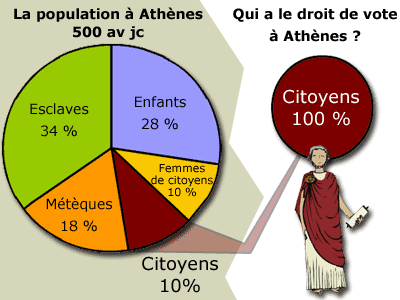 La population à Athènes
500 av jc
Esclaves
34 %
Enfants
28 %
Femmes
de citoyens
10 %
Métèques
18 %
Citoyens
10%
Qui a le droit de vote
à Athènes ?
Citoyens
100 %